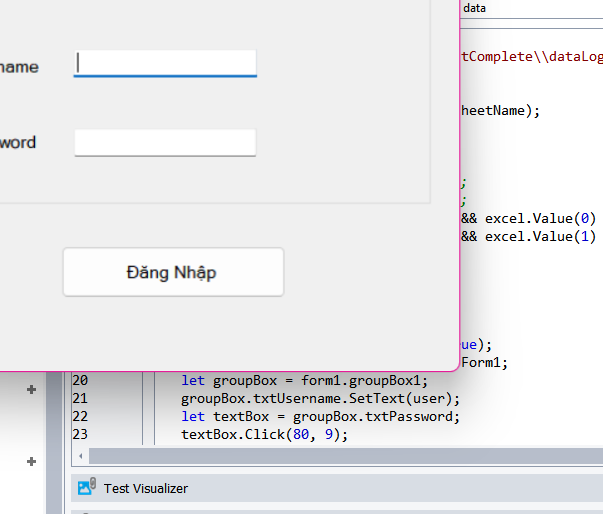 data
tComplete\\dataLog
name
heetName);
word
;
;
&& excel.Value(0)
&& excel.Value(1)
Đăng Nhập
ue);
Form1;
20 let groupBox = form1.groupBox1;
21 groupBox.txtUsername.SetText(user);
22 let textBox = groupBox.txtPassword;
23 textBox.Click(80, 9);
Test Visualizer